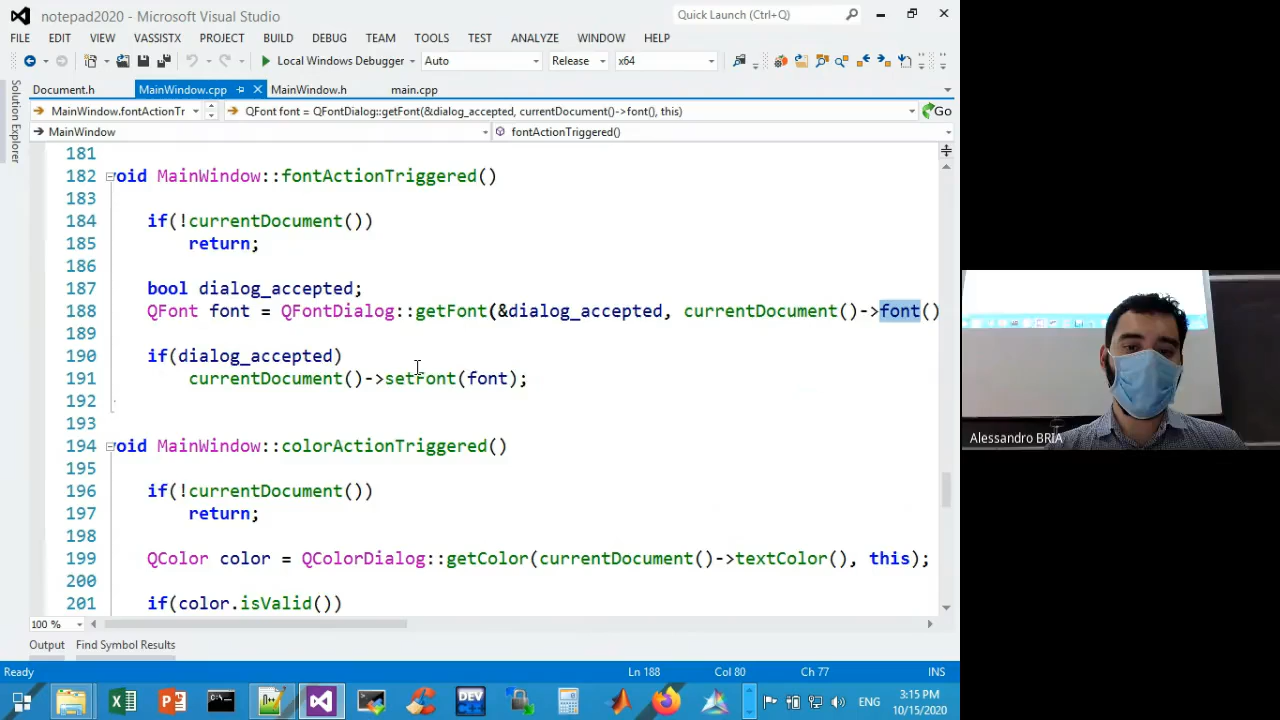 notepad2020 - Microsoft Visual Studio
Quick Launch (Ctrl+Q)
FILE EDIT VIEW VASSISTX PROJECT BUILD DEBUG TEAM TOOLS TEST ANALYZE WINDOW HELP
Local Windows Debugger Auto Release x64
Document.h MainWindow.cpp MainWindow.h main.cpp
Solution Explorer
MainWindow.fontActionTr QFont font = QFontDialog::getFont(&dialog_accepted, currentDocument()->font(), this) Go
MainWindow fontActionTriggered()
181
182 oid MainWindow::fontActionTriggered()
183
184 if(!currentDocument())
185 return;
186
187 bool dialog_accepted;
188 QFont font = QFontDialog::getFont(&dialog_accepted, currentDocument()->font()
189
190 if(dialog_accepted)
191 currentDocument()->setFont(font);
192
193
194 oid MainWindow::colorActionTriggered()
195
196 if(!currentDocument())
197 return;
198
199 QColor color = QColorDialog::getColor(currentDocument()->textColor(), this);
200
201 if(color.isValid())
100 %
Output Find Symbol Results
Ready Ln 188 Col 80 Ch 77 INS
DEV
C++
ENG
3:15 PM
10/15/2020
Alessandro BRIA